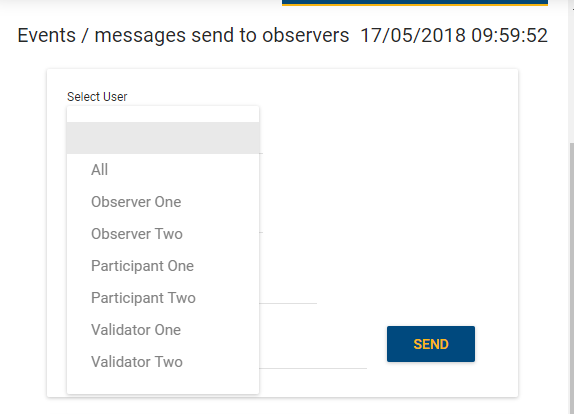 Events / messages send to observers 17/05/2018 09:59:52
Select User
All
Observer One
Observer Two
Participant One
Participant Two
Validator One
Validator Two
SEND